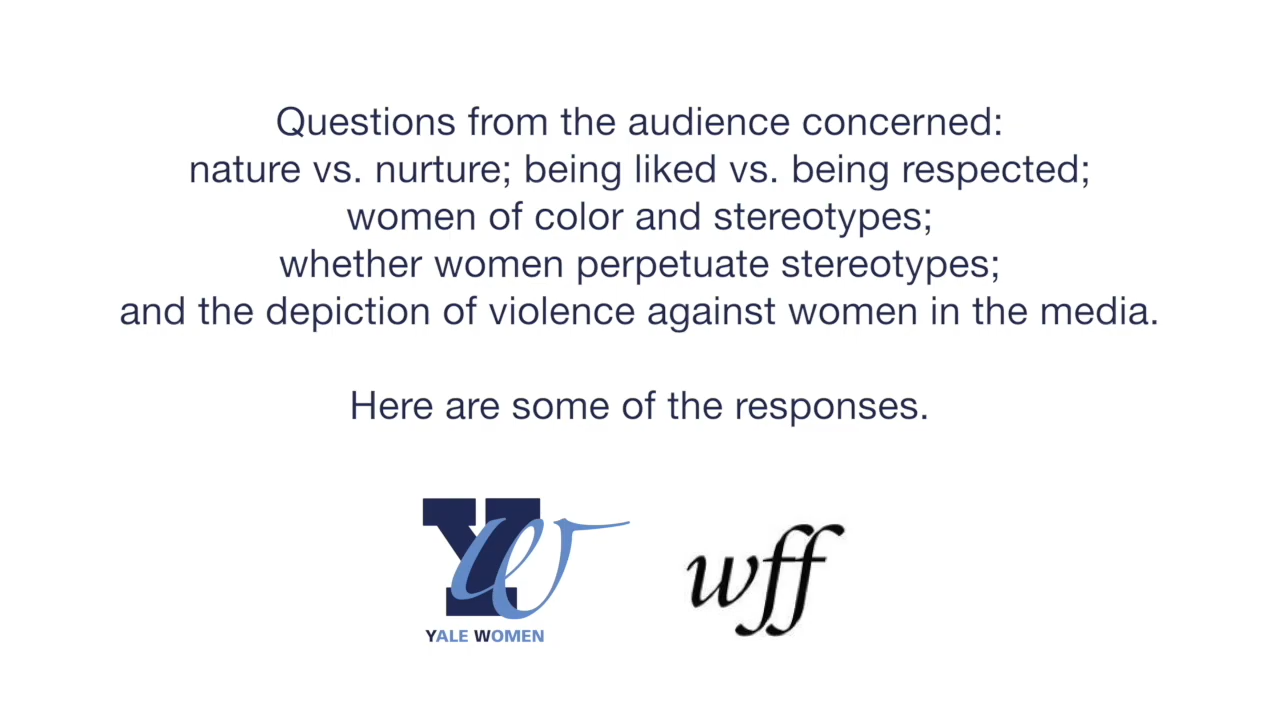 Questions from the audience concerned:
nature vs. nurture; being liked vs. being respected;
women of color and stereotypes;
whether women perpetuate stereotypes;
and the depiction of violence against women in the media.
Here are some of the responses.
Yw
YALE WOMEN
wff